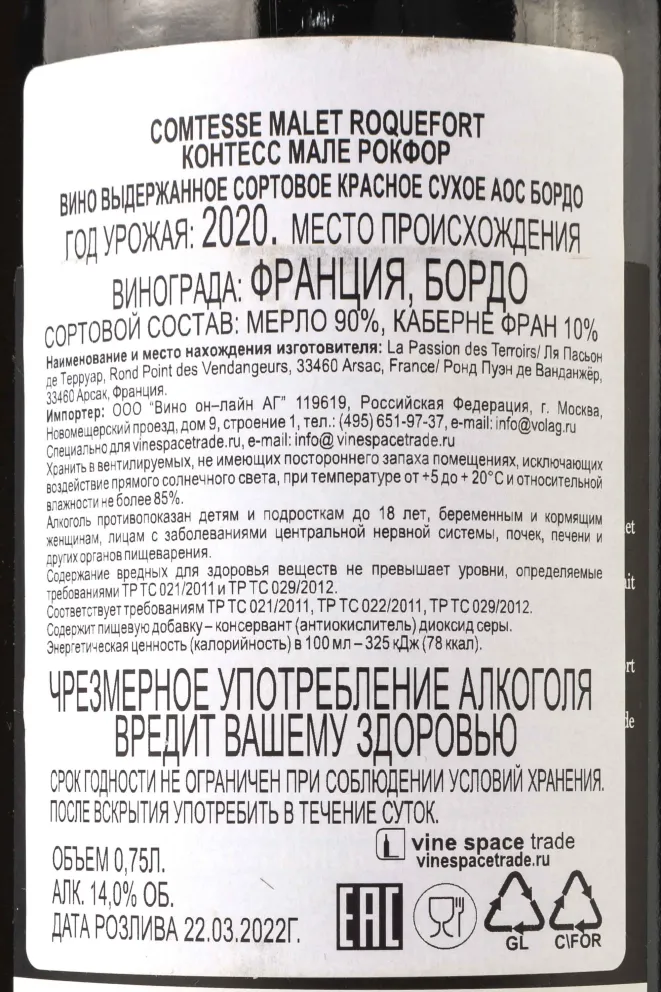 COMTESSE MALET ROQUEFORT
КОНТЕСС МАЛЕ РОКФОР
ВИНО ВЫДЕРЖАННОЕ СОРТОВОЕ КРАСНОЕ СУХОЕ АОС БОРДО
ГОД УРОЖАЯ: 2020. МЕСТО ПРОИСХОЖДЕНИЯ
ВИНОГРАДА: ФРАНЦИЯ, БОРДО
СОРТОВОЙ СОСТАВ: МЕРЛО 90%, КАБЕРНЕ ФРАН 10%
Наименование и место нахождения изготовителя: La Passion des Terroirs/ Ля Пасьон
де Терруар, Rond Point des Vendangeurs, 33460 Arsac, France/ Ронд Пуэн де Ванданжёр,
33460 Арсак, Франция.
Импортер: ООО "Вино он-лайн АГ" 119619, Российская Федерация, г. Москва,
Новомещерский проезд, дом 9, строение 1, тел.: (495) 651-97-37, e-mail: info@volag.ru
Специально для vinespacetrade.ru, e-mail: info@ vinespacetrade.ru
Хранить в вентилируемых, не имеющих постороннего запаха помещениях, исключающих
воздействие прямого солнечного света, при температуре от +5 до + 20°C и относительной
влажности не более 85%.
Алкоголь противопоказан детям и подросткам до 18 лет, беременным и кормящим
женщинам, лицам с заболеваниями центральной нервной системы, почек, печени и
других органов пищеварения.
Содержание вредных для здоровья веществ не превышает уровни, определяемые
требованиями ТР ТС 021/2011 и ТР ТС 029/2012.
Соответствует требованиям ТР ТС 021/2011, ТР ТС 022/2011, ТР ТС 029/2012.
Содержит пищевую добавку – консервант (антиокислитель) диоксид серы.
Энергетическая ценность (калорийность) в 100 мл – 325 кДж (78 ккал).
ЧРЕЗМЕРНОЕ УПОТРЕБЛЕНИЕ АЛКОГОЛЯ
ВРЕДИТ ВАШЕМУ ЗДОРОВЬЮ
СРОК ГОДНОСТИ НЕ ОГРАНИЧЕН ПРИ СОБЛЮДЕНИИ УСЛОВИЙ ХРАНЕНИЯ.
ПОСЛЕ ВСКРЫТИЯ УПОТРЕБИТЬ В ТЕЧЕНИЕ СУТОК.
vine space trade
vinespacetrade.ru
ОБЪЕМ 0,75Л.
АЛК. 14,0% ОБ.
ДАТА РОЗЛИВА 22.03.2022Г.
EAC
GL
C\FOR